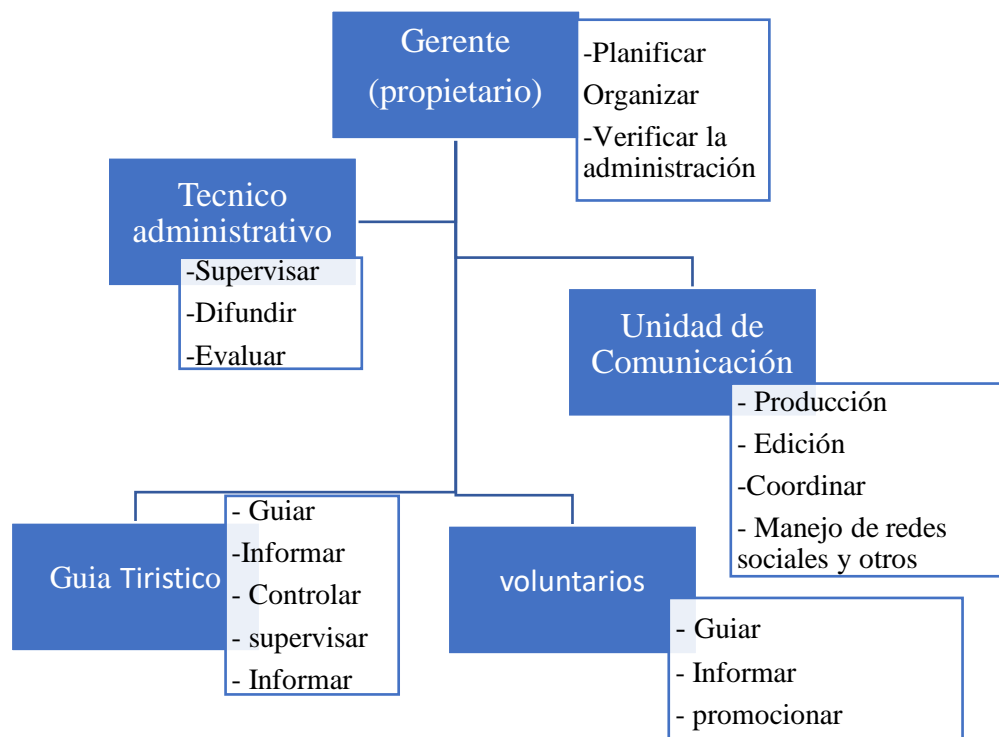 Gerente
(propietario)
-Planificar
Organizar
-Verificar la
administración
Tecnico
administrativo
-Supervisar
-Difundir
-Evaluar
Unidad de
Comunicación
- Producción
- Edición
-Coordinar
- Manejo de redes
sociales y otros
Guia Tiristico
- Guiar
-Informar
- Controlar
- supervisar
- Informar
voluntarios
- Guiar
- Informar
- promocionar